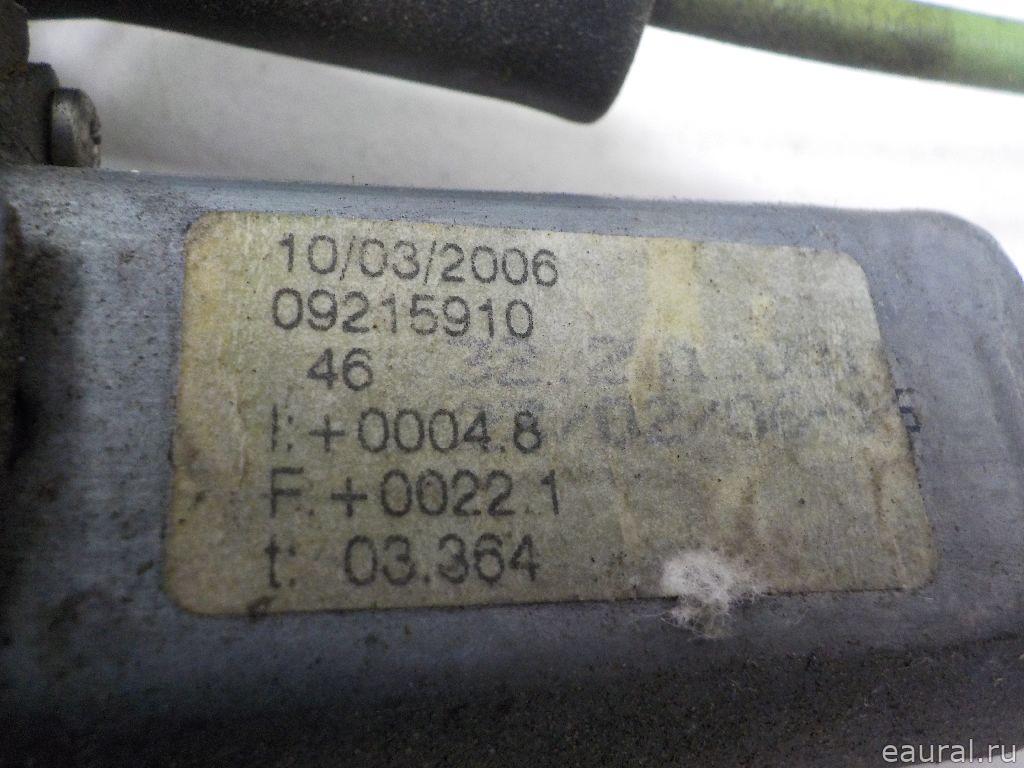 10/03/2006
09215910
46
I: +0004.8
F: +0022.1
t: 03.364
eaural.ru